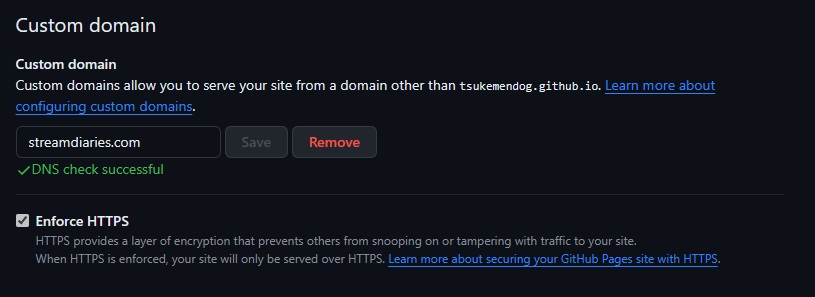 Custom domain
Custom domain
Custom domains allow you to serve your site from a domain other than tsukemendog.github.io. Learn more about
configuring custom domains.
streamdiaries.com Save Remove
DNS check successful
Enforce HTTPS
HTTPS provides a layer of encryption that prevents others from snooping on or tampering with traffic to your site.
When HTTPS is enforced, your site will only be served over HTTPS. Learn more about securing your GitHub Pages site with HTTPS.